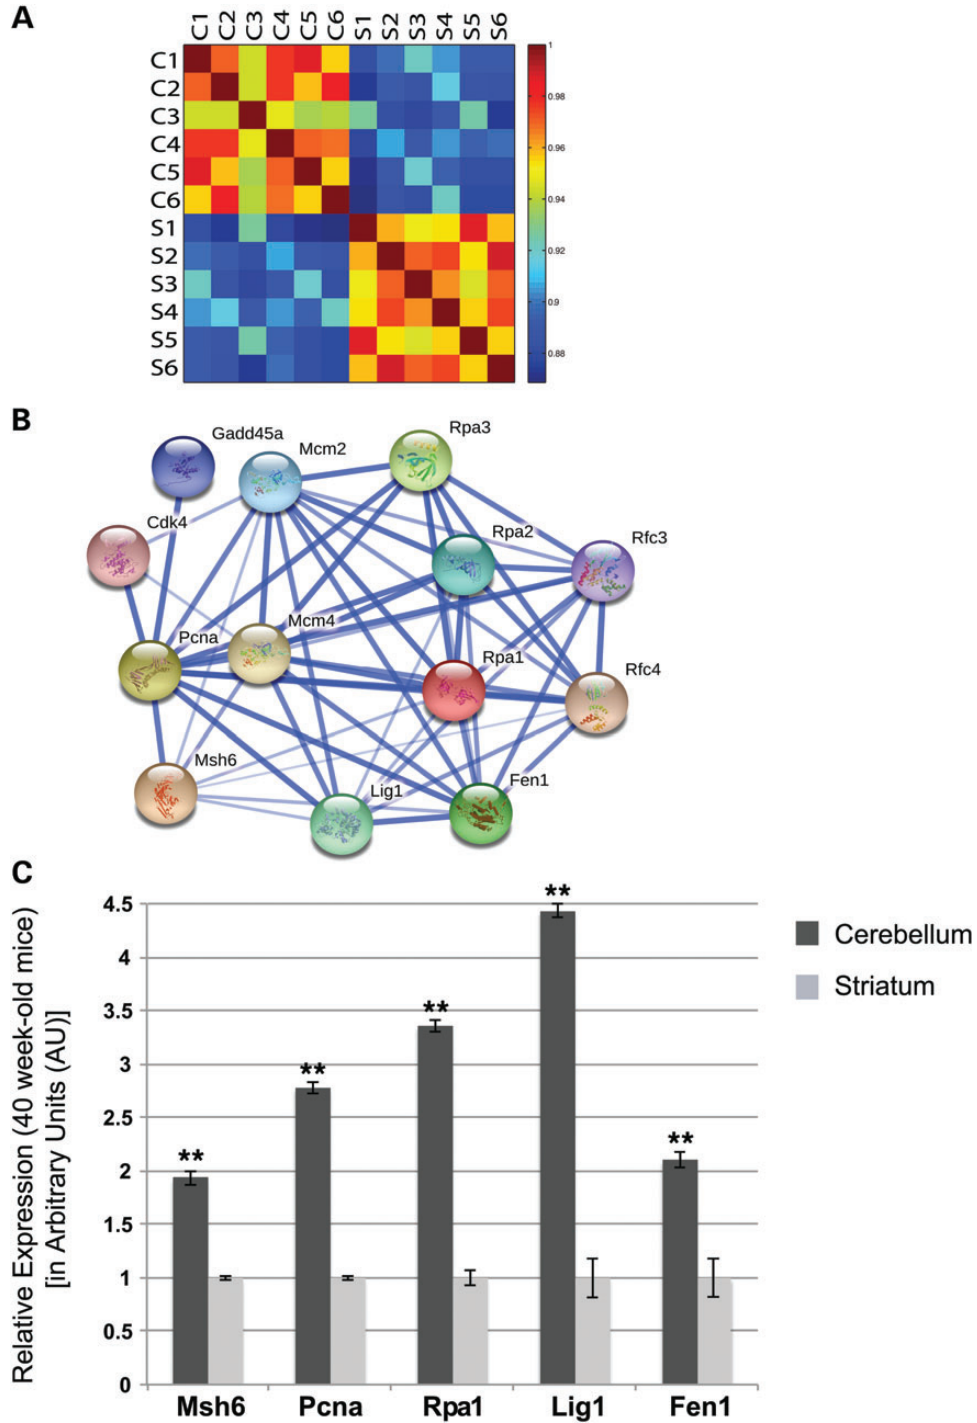 A
C1 C2 C3 C4 C5 C6 S1 S2 S3 S4 S5 S6
C1
C2
C3
C4
C5
C6
S1
S2
S3
S4
S5
S6
1
0.98
0.96
0.94
0.92
0.9
0.88
B
Gadd45a
Mcm2
Rpa3
Cdk4
Rpa2
Rfc3
Pcna
Mcm4
Rpa1
Rfc4
Msh6
Lig1
Fen1
C
Relative Expression (40 week-old mice)
[in Arbitrary Units (AU)]
4.5
4
3.5
3
2.5
2
1.5
1
0.5
0
** ** ** ** **
Msh6 Pcna Rpa1 Lig1 Fen1
Cerebellum
Striatum